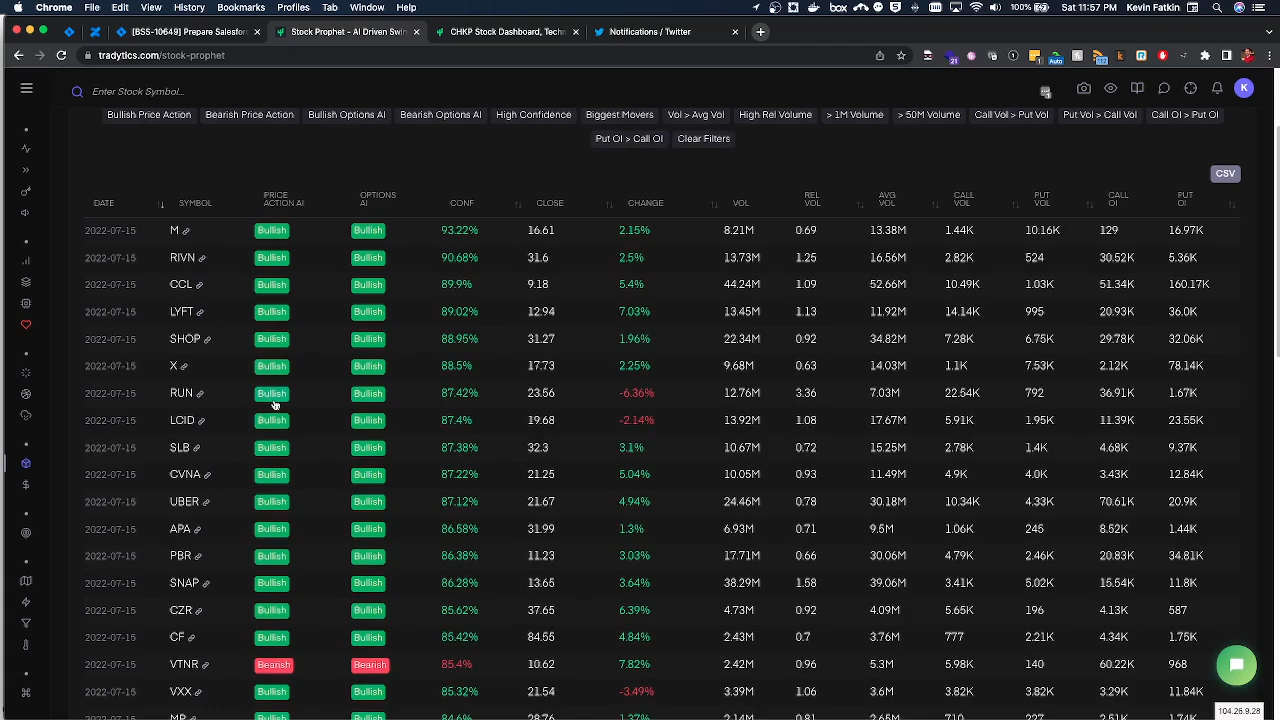 Chrome File Edit View History Bookmarks Profiles Tab Window Help box 100% Sat 11:57 PM Kevin Fatkin
[BSS-10649] Prepare Salesfor Stock Prophet - AI Driven Swin CHKP Stock Dashboard, Techn Notifications / Twitter
tradytics.com/stock-prophet
Enter Stock Symbol... K
Bullish Price Action Bearish Price Action Bullish Options AI Bearish Options AI High Confidence Biggest Movers Vol > Avg Vol High Rel Volume > 1M Volume > 50M Volume Call Vol > Put Vol Put Vol > Call Vol Call OI > Put OI
Put OI > Call OI Clear Filters
CSV
DATE SYMBOL PRICE ACTION AI OPTIONS AI CONF CLOSE CHANGE VOL REL VOL AVG VOL CALL VOL PUT VOL CALL OI PUT OI
2022-07-15 M Bullish Bullish 93.22% 16.61 2.15% 8.21M 0.69 13.38M 1.44K 10.16K 129 16.97K
2022-07-15 RIVN Bullish Bullish 90.68% 31.6 2.5% 13.73M 1.25 16.56M 2.82K 524 30.52K 5.36K
2022-07-15 CCL Bullish Bullish 89.9% 9.18 5.4% 44.24M 1.09 52.66M 10.49K 1.03K 51.34K 160.17K
2022-07-15 LYFT Bullish Bullish 89.02% 12.94 7.03% 13.45M 1.13 11.92M 14.14K 995 20.93K 36.0K
2022-07-15 SHOP Bullish Bullish 88.95% 31.27 1.96% 22.34M 0.92 34.82M 7.28K 6.75K 29.78K 32.06K
2022-07-15 X Bullish Bullish 88.5% 17.73 2.25% 9.68M 0.63 14.03M 1.1K 7.53K 2.12K 78.14K
2022-07-15 RUN Bullish Bullish 87.42% 23.56 -6.36% 12.76M 3.36 7.03M 22.54K 792 36.91K 1.67K
2022-07-15 LCID Bullish Bullish 87.4% 19.68 -2.14% 13.92M 1.08 17.67M 5.91K 1.95K 11.39K 23.55K
2022-07-15 SLB Bullish Bullish 87.38% 32.3 3.1% 10.67M 0.72 15.25M 2.78K 1.4K 4.68K 9.37K
2022-07-15 CVNA Bullish Bullish 87.22% 21.25 5.04% 10.05M 0.93 11.49M 4.9K 4.0K 3.43K 12.84K
2022-07-15 UBER Bullish Bullish 87.12% 21.67 4.94% 24.46M 0.78 30.18M 10.34K 4.33K 70.61K 20.9K
2022-07-15 APA Bullish Bullish 86.58% 31.99 1.3% 6.93M 0.71 9.5M 1.06K 245 8.52K 1.44K
2022-07-15 PBR Bullish Bullish 86.38% 11.23 3.03% 17.71M 0.66 30.06M 4.79K 2.46K 20.83K 34.81K
2022-07-15 SNAP Bullish Bullish 86.28% 13.65 3.64% 38.29M 1.58 39.06M 3.41K 5.02K 15.54K 11.8K
2022-07-15 CZR Bullish Bullish 85.62% 37.65 6.39% 4.73M 0.92 4.09M 5.65K 196 4.13K 587
2022-07-15 CF Bullish Bullish 85.42% 84.55 4.84% 2.43M 0.7 3.76M 777 2.21K 4.34K 1.75K
2022-07-15 VTNR Bearish Bearish 85.4% 10.62 7.82% 2.42M 0.6 5.3M 5.98K 140 60.22K 968
2022-07-15 VXX Bullish Bullish 85.32% 21.54 -3.49% 3.39M 1.06 3.6M 3.82K 3.82K 3.29K 11.84K
Bullish Bullish
104.26.9.28